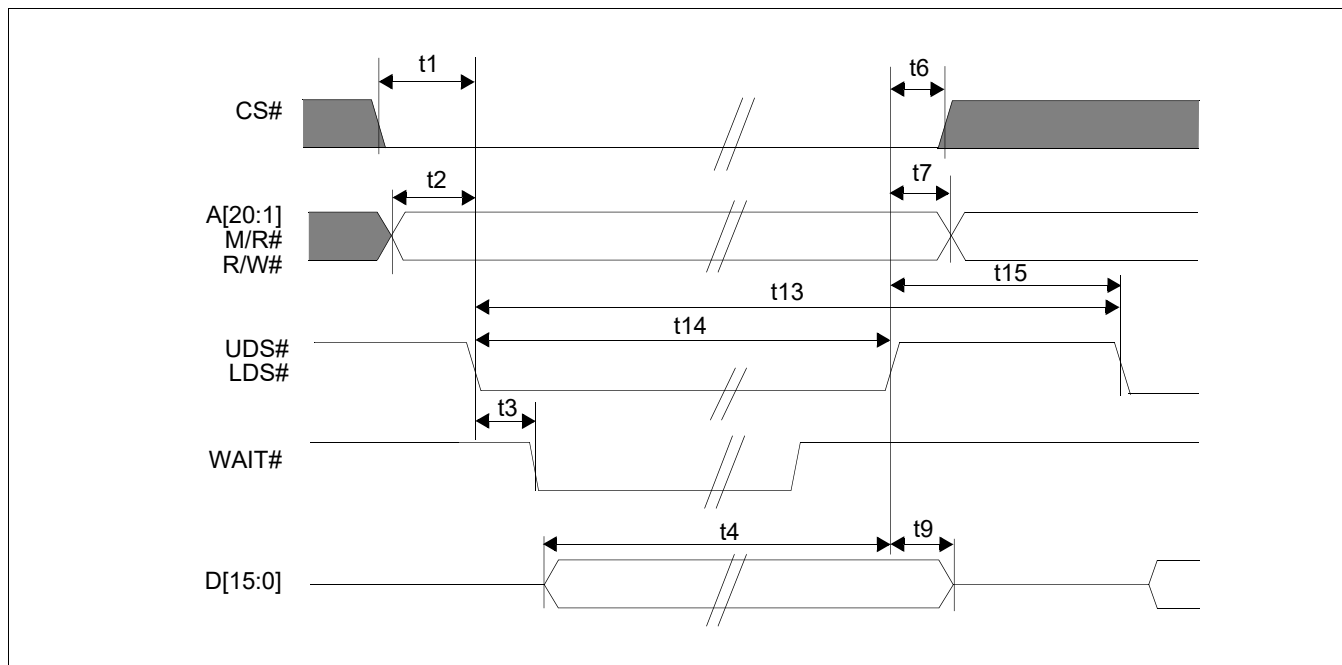 t1
t6
CS#
t2
t7
A[20:1]
M/R#
R/W#
t15
t13
t14
UDS#
LDS#
t3
WAIT#
t4
t9
D[15:0]